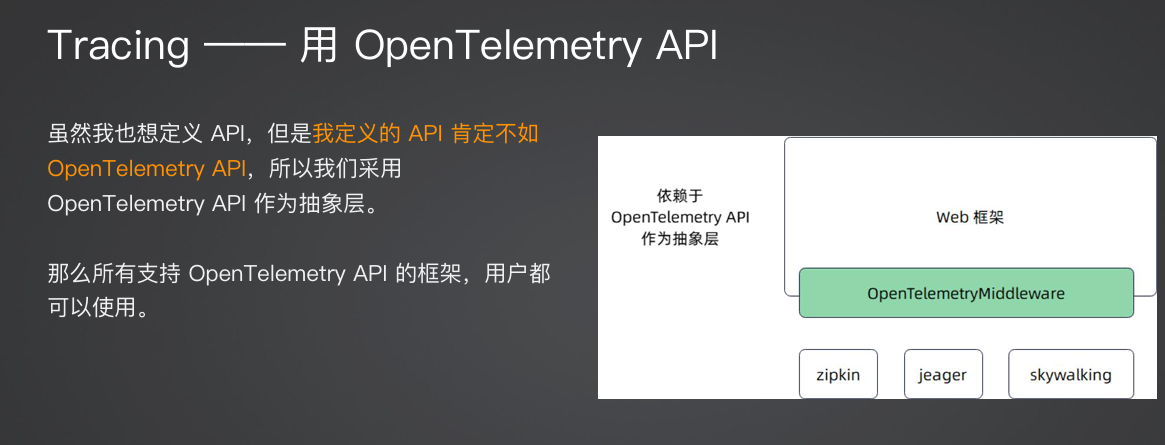 Tracing —— 用 OpenTelemetry API
虽然我也想定义 API，但是我定义的 API 肯定不如
OpenTelemetry API，所以我们采用
OpenTelemetry API 作为抽象层。
那么所有支持 OpenTelemetry API 的框架，用户都
可以使用。
依赖于
OpenTelemetry API
作为抽象层
Web 框架
OpenTelemetryMiddleware
zipkin
jeager
skywalking